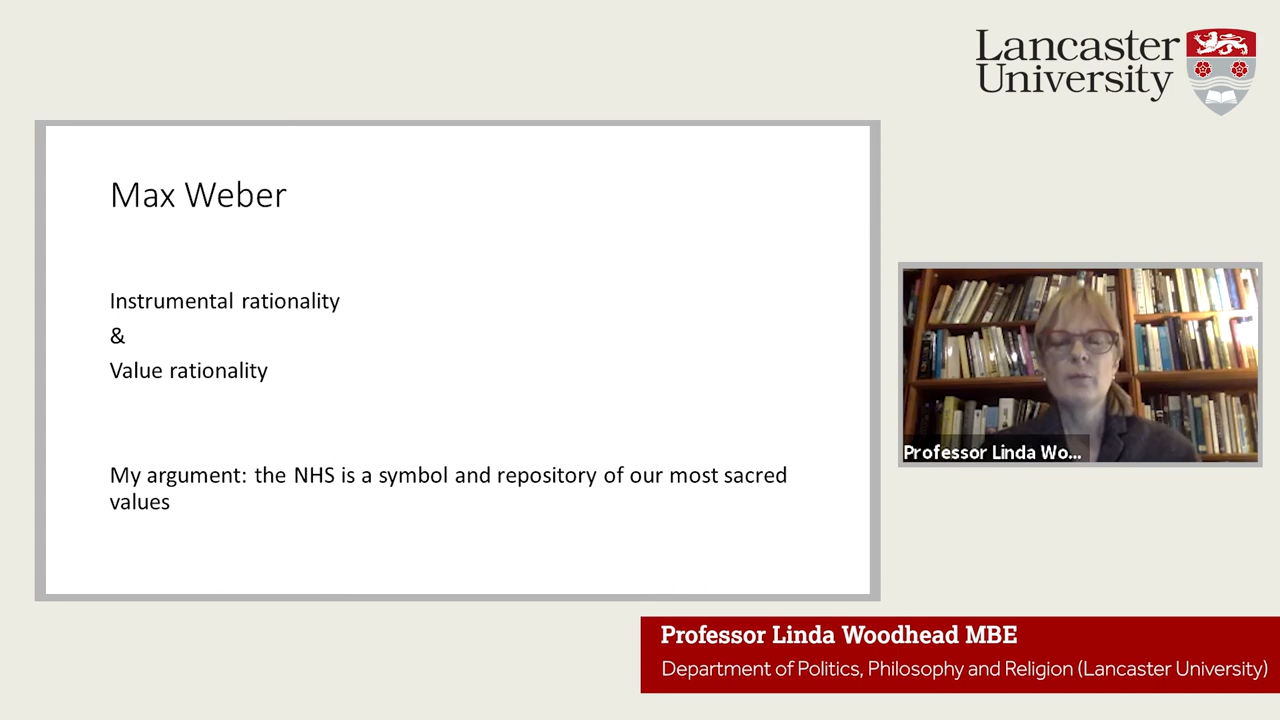 Lancaster
University
Max Weber
Instrumental rationality
&
Value rationality
My argument: the NHS is a symbol and repository of our most sacred
values
Professor Linda Wo...
Professor Linda Woodhead MBE
Department of Politics, Philosophy and Religion (Lancaster University)